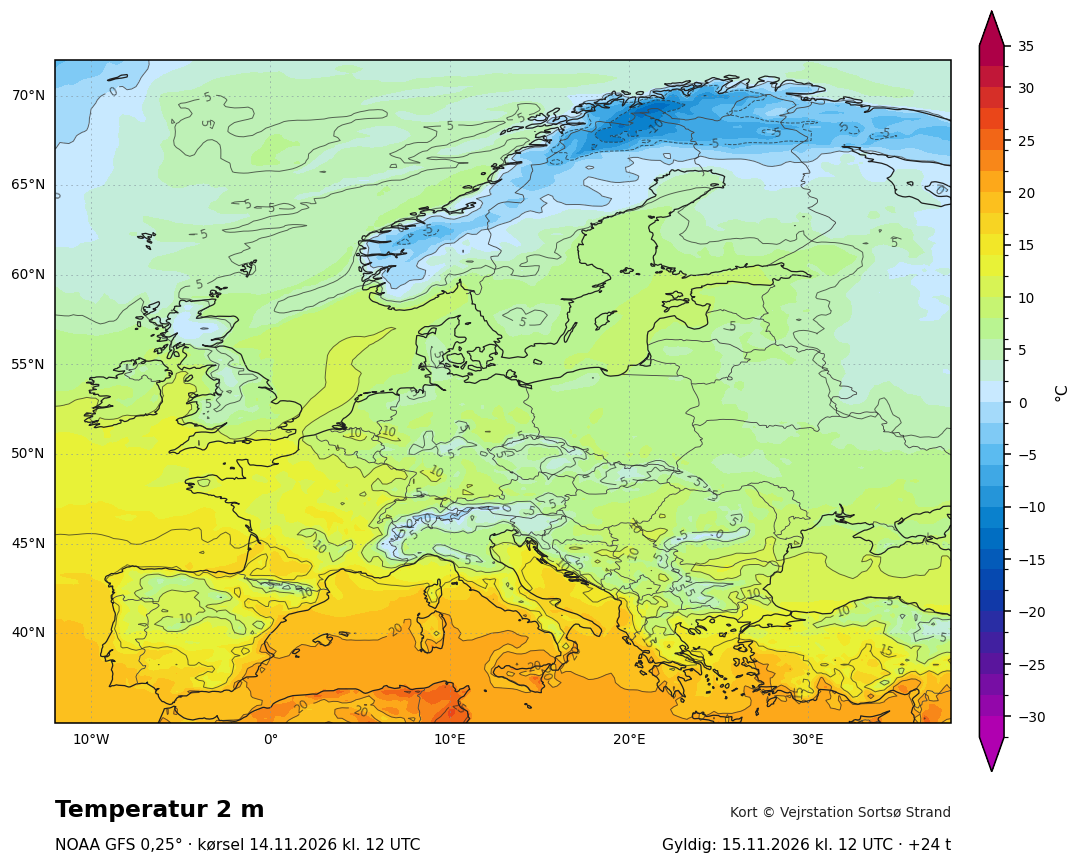 70°N
65°N
60°N
55°N
50°N
45°N
40°N
10°W 0° 10°E 20°E 30°E
35
30
25
20
15
10
5
0
−5
−10
−15
−20
−25
−30
°C
Temperatur 2 m
Kort © Vejrstation Sortsø Strand
NOAA GFS 0,25° · kørsel 14.11.2026 kl. 12 UTC
Gyldig: 15.11.2026 kl. 12 UTC · +24 t